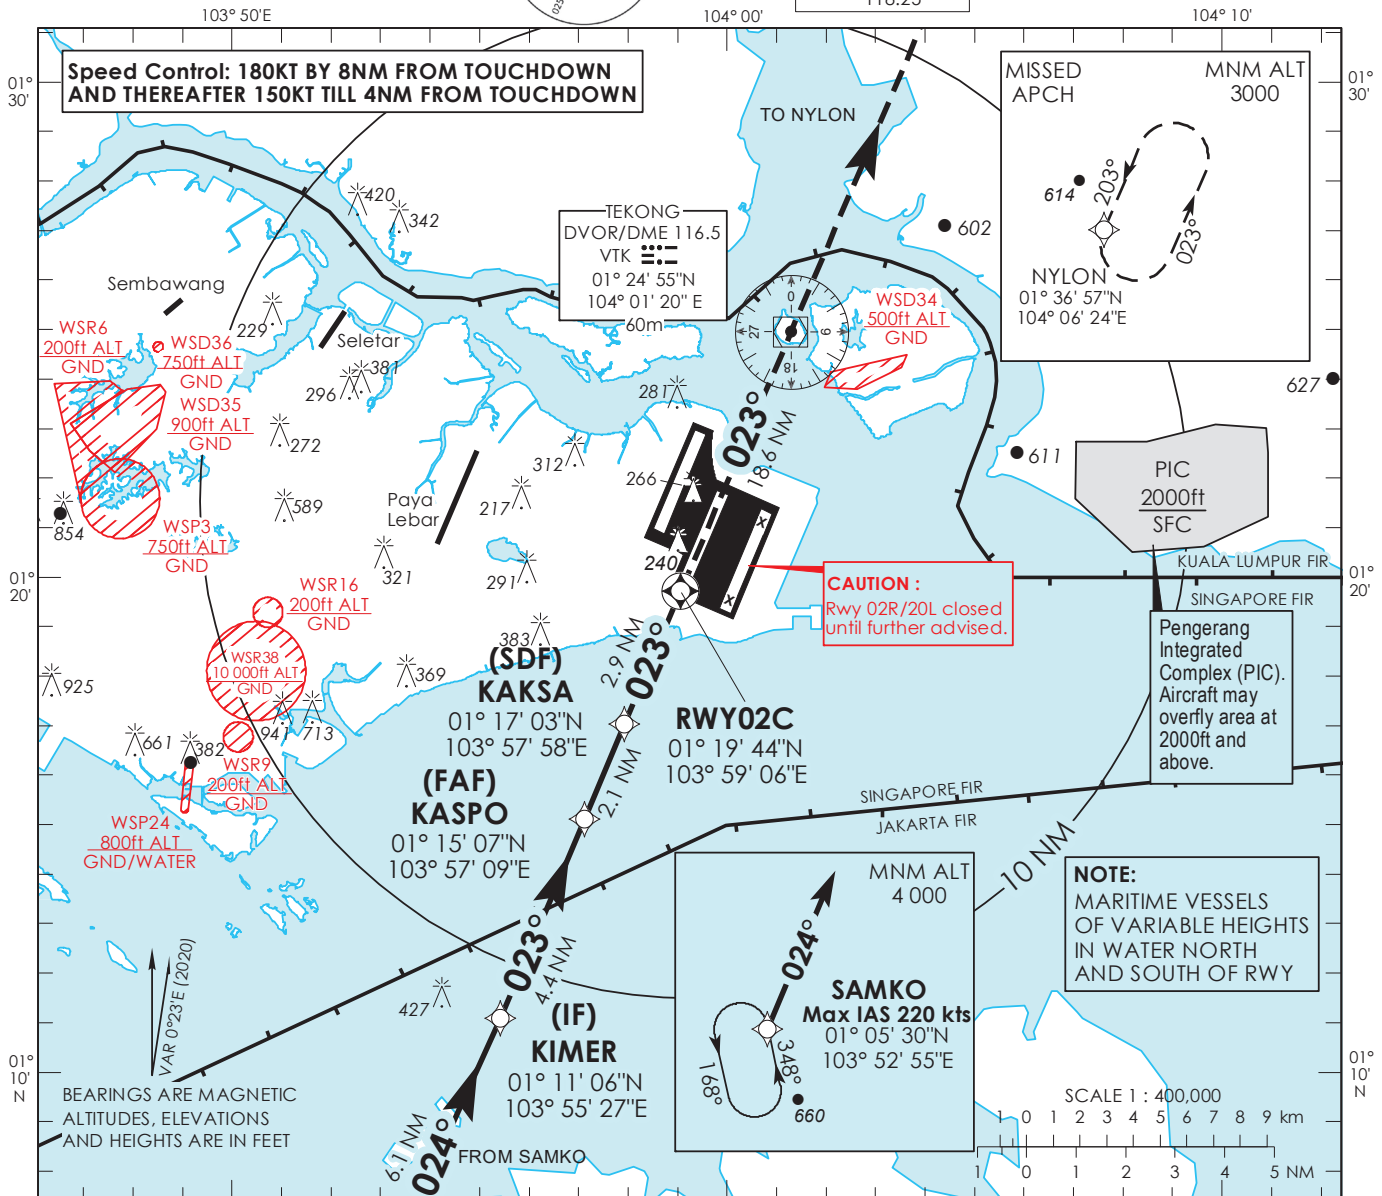 118.25
025
103° 50'E
104° 00'
104° 10'
01°
30'
01°
30'
Speed Control: 180KT BY 8NM FROM TOUCHDOWN
AND THEREAFTER 150KT TILL 4NM FROM TOUCHDOWN
TO NYLON
MISSED
APCH
MNM ALT
3000
614
203°
023°
NYLON
01° 36' 57"N
104° 06' 24"E
420
342
602
TEKONG
DVOR/DME 116.5
VTK
01° 24' 55"N
104° 01' 20" E
60m
0
9
18
27
WSD34
500ft ALT
GND
Sembawang
229
Seletar
381
296
WSR6
200ft ALT
GND
WSD36
750ft ALT
GND
WSD35
900ft ALT
GND
272
281
023°
18.6 NM
627
611
312
266
217
589
Paya
Lebar
854
WSP3
750ft ALT
GND
321
291
240
X
X
PIC
2000ft
SFC
KUALA LUMPUR FIR
SINGAPORE FIR
01°
20'
01°
20'
CAUTION :
Rwy 02R/20L closed
until further advised.
WSR16
200ft ALT
GND
383
WSR38
10 000ft ALT
GND
369
925
941
713
661
382
WSR9
200ft ALT
GND
WSP24
800ft ALT
GND/WATER
2.9 NM
023°
(SDF)
KAKSA
01° 17' 03"N
103° 57' 58"E
RWY02C
01° 19' 44"N
103° 59' 06"E
Pengerang
Integrated
Complex (PIC).
Aircraft may
overfly area at
2000ft and
above.
(FAF)
KASPO
01° 15' 07"N
103° 57' 09"E
2.1 NM
SINGAPORE FIR
JAKARTA FIR
10 NM
MNM ALT
4 000
024°
SAMKO
Max IAS 220 kts
01° 05' 30"N
103° 52' 55"E
348°
168°
660
NOTE:
MARITIME VESSELS
OF VARIABLE HEIGHTS
IN WATER NORTH
AND SOUTH OF RWY
023°
4.4 NM
427
(IF)
KIMER
01° 11' 06"N
103° 55' 27"E
VAR 0°23'E (2020)
01°
10'
N
01°
10'
N
BEARINGS ARE MAGNETIC
ALTITUDES, ELEVATIONS
AND HEIGHTS ARE IN FEET
6.1 NM
024°
FROM SAMKO
SCALE 1 : 400,000
1 0 1 2 3 4 5 6 7 8 9 km
1 0 1 2 3 4 5 NM